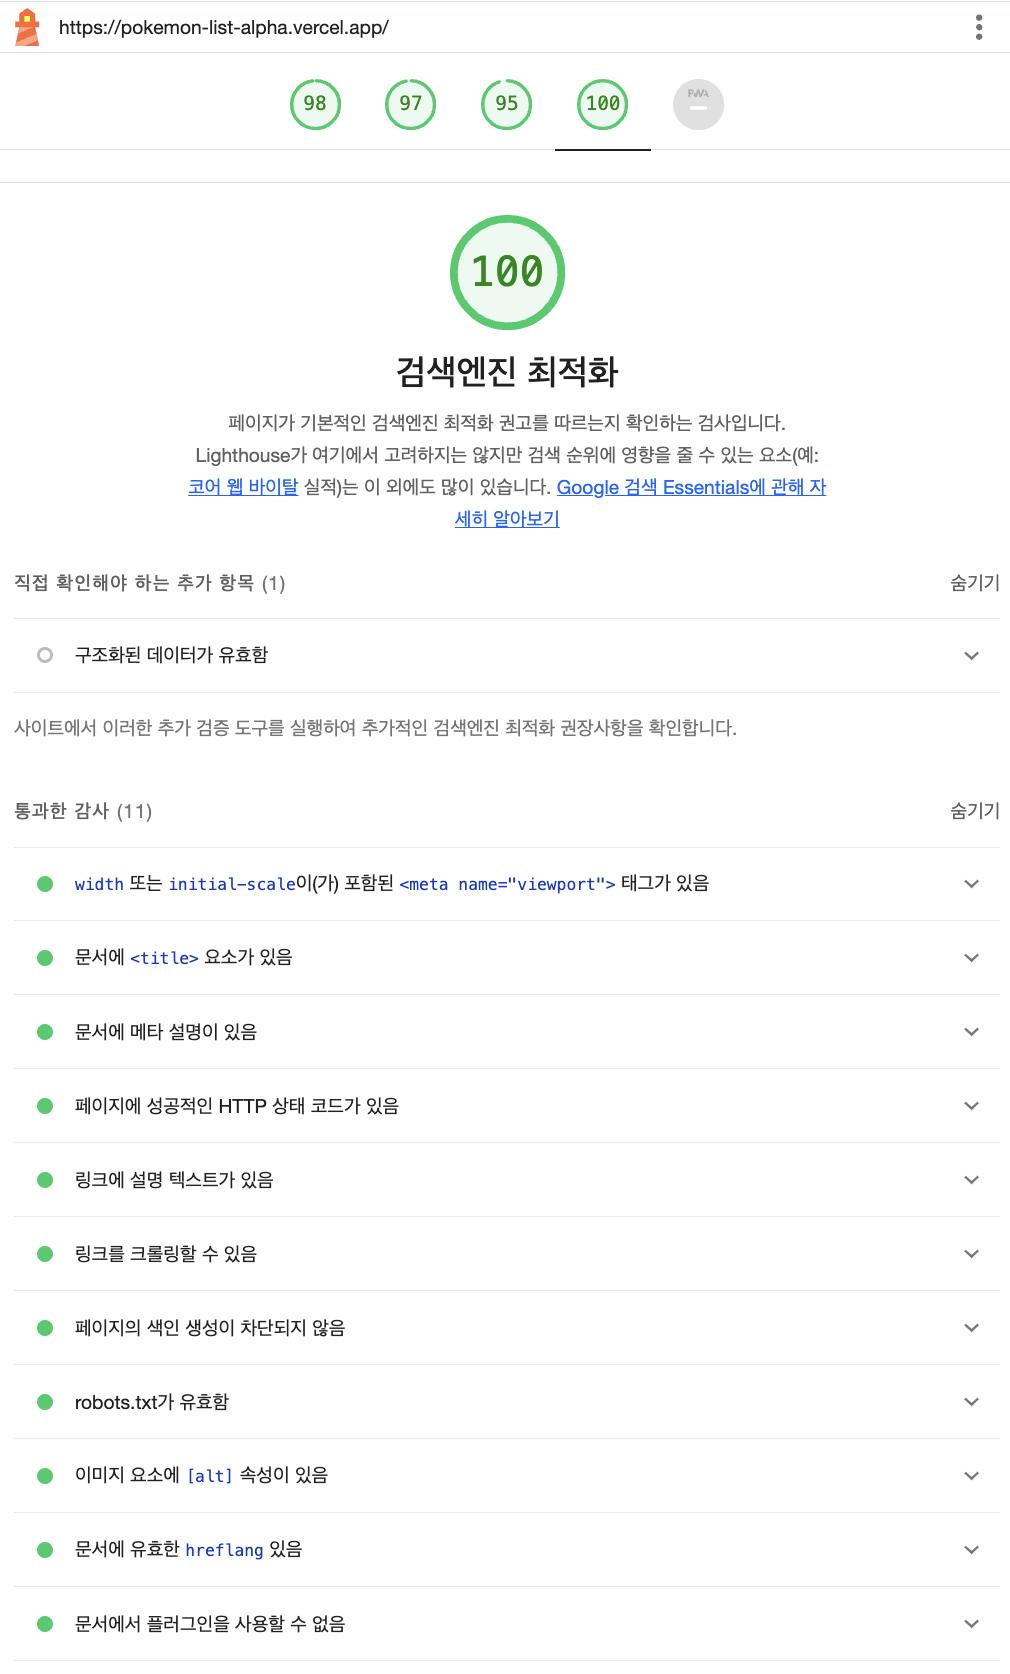 https://pokemon-list-alpha.vercel.app/
98 97 95 100 PWA
100
검색엔진 최적화
페이지가 기본적인 검색엔진 최적화 권고를 따르는지 확인하는 검사입니다.
Lighthouse가 여기에서 고려하지는 않지만 검색 순위에 영향을 줄 수 있는 요소(예:
코어 웹 바이탈 실적)는 이 외에도 많이 있습니다. Google 검색 Essentials에 관해 자
세히 알아보기
직접 확인해야 하는 추가 항목 (1) 숨기기
구조화된 데이터가 유효함
사이트에서 이러한 추가 검증 도구를 실행하여 추가적인 검색엔진 최적화 권장사항을 확인합니다.
통과한 감사 (11) 숨기기
width 또는 initial-scale이(가) 포함된 <meta name="viewport"> 태그가 있음
문서에 <title> 요소가 있음
문서에 메타 설명이 있음
페이지에 성공적인 HTTP 상태 코드가 있음
링크에 설명 텍스트가 있음
링크를 크롤링할 수 있음
페이지의 색인 생성이 차단되지 않음
robots.txt가 유효함
이미지 요소에 [alt] 속성이 있음
문서에 유효한 hreflang 있음
문서에서 플러그인을 사용할 수 없음